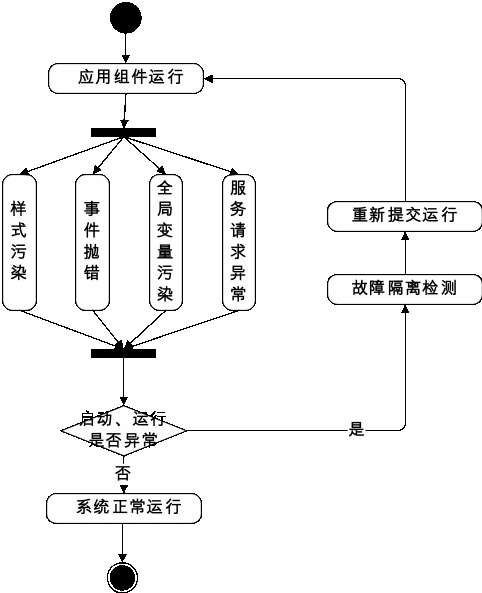 应用组件运行
样式污染
事件抛错
全局变量污染
服务请求异常
重新提交运行
故障隔离检测
启动、运行
是否异常
是
否
系统正常运行